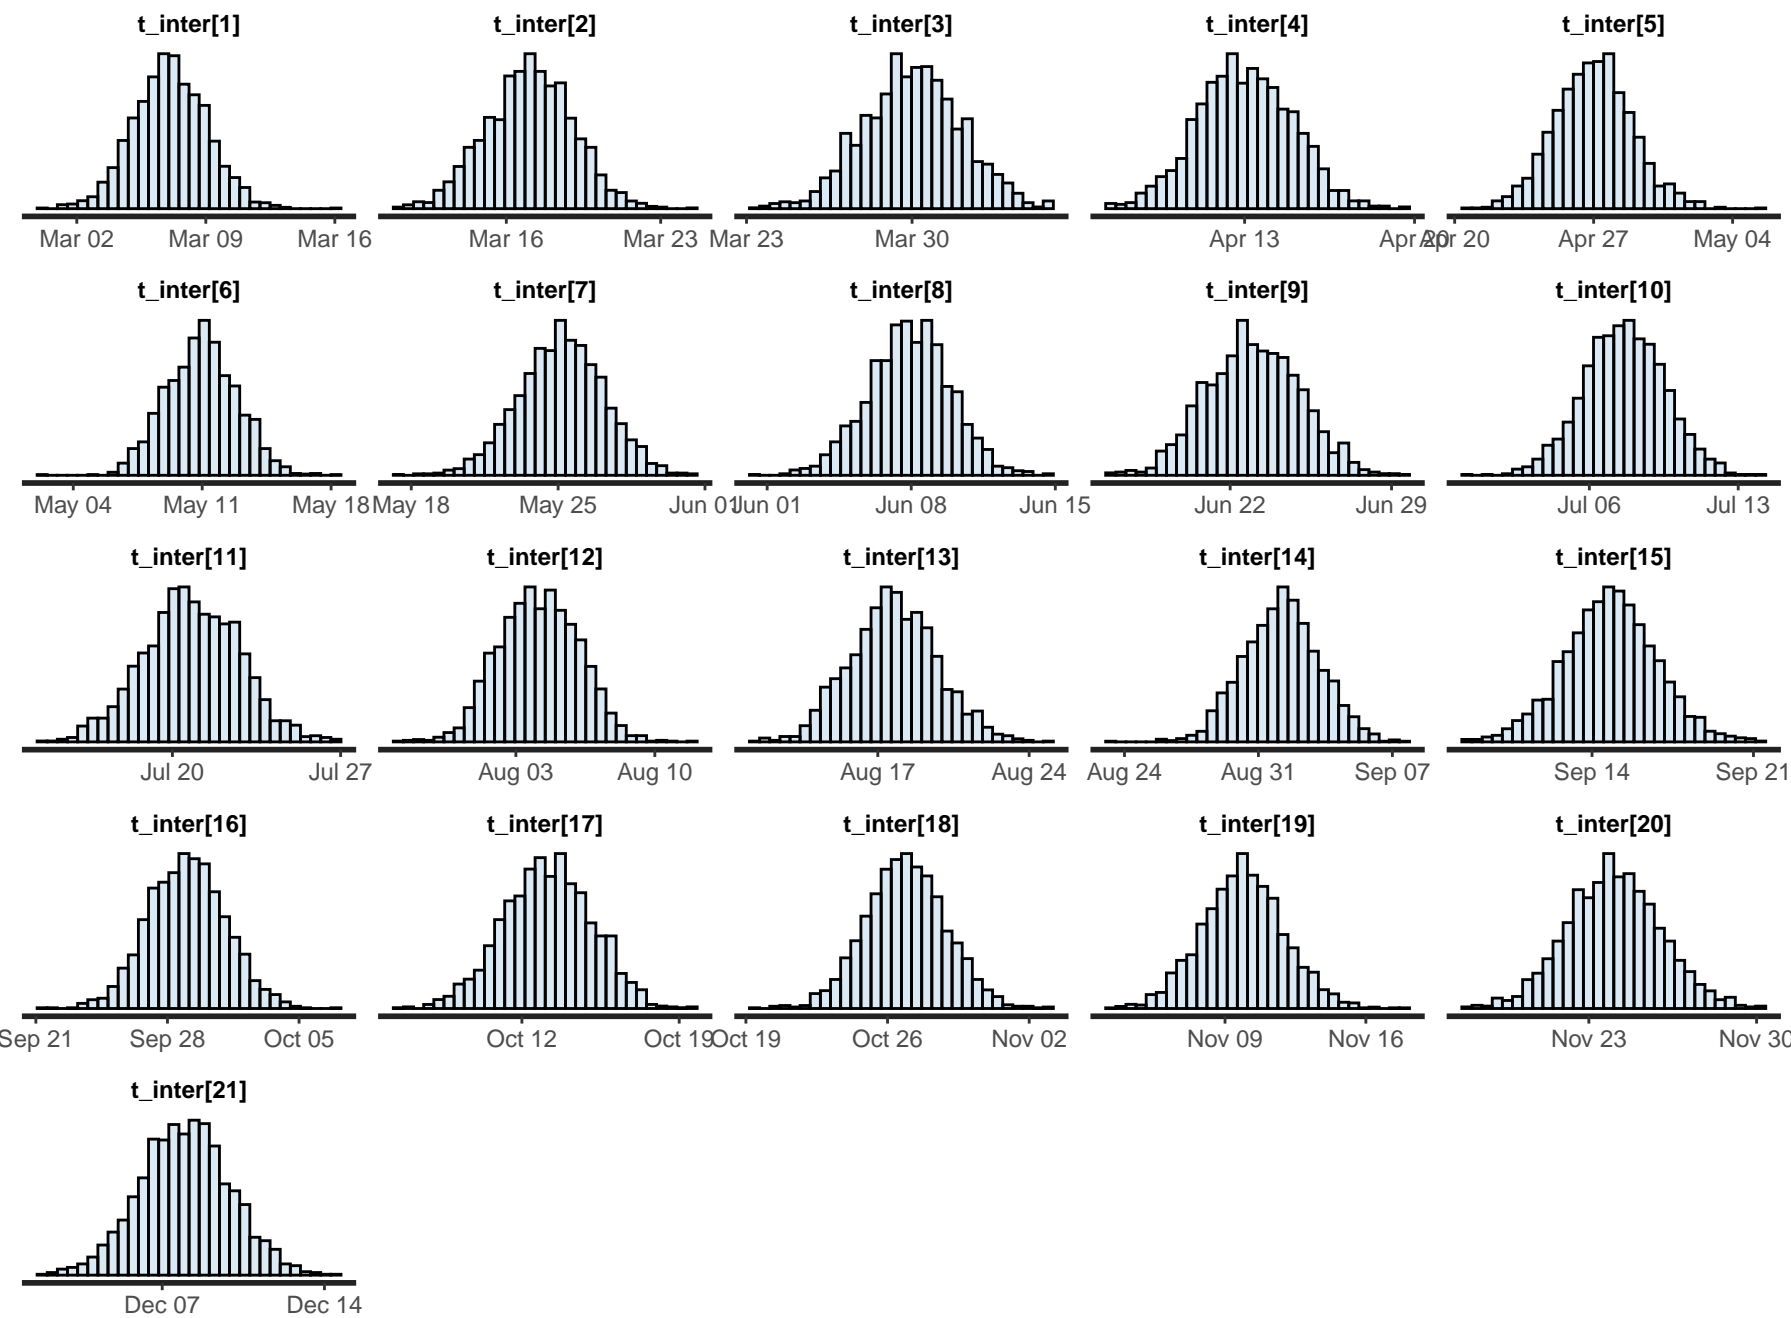 t_inter[1] t_inter[2] t_inter[3] t_inter[4] t_inter[5]
Mar 02 Mar 09 Mar 16 Mar 16 Mar 23 Mar 23 Mar 30 Apr 13 Apr 20 Apr 20 Apr 27 May 04
t_inter[6] t_inter[7] t_inter[8] t_inter[9] t_inter[10]
May 04 May 11 May 18 May 18 May 25 Jun 01 Jun 01 Jun 08 Jun 15 Jun 22 Jun 29 Jul 06 Jul 13
t_inter[11] t_inter[12] t_inter[13] t_inter[14] t_inter[15]
Jul 20 Jul 27 Aug 03 Aug 10 Aug 17 Aug 24 Aug 24 Aug 31 Sep 07 Sep 14 Sep 21
t_inter[16] t_inter[17] t_inter[18] t_inter[19] t_inter[20]
Sep 21 Sep 28 Oct 05 Oct 12 Oct 19 Oct 19 Oct 26 Nov 02 Nov 09 Nov 16 Nov 23 Nov 30
t_inter[21]
Dec 07 Dec 14